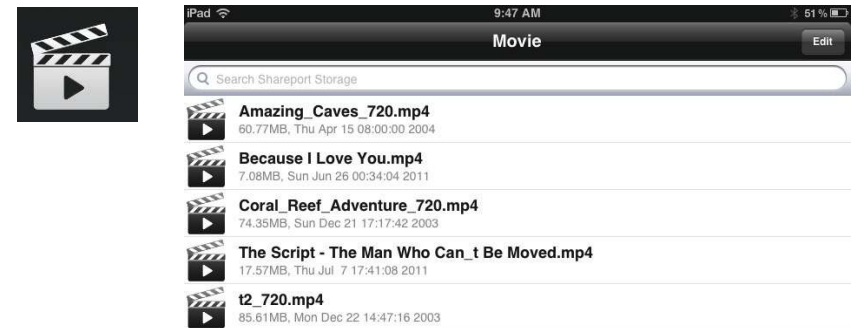 iPad 9:47 AM 51%
Movie Edit
Search Shareport Storage
Amazing_Caves_720.mp4
60.77MB, Thu Apr 15 08:00:00 2004
Because I Love You.mp4
7.08MB, Sun Jun 26 00:34:04 2011
Coral_Reef_Adventure_720.mp4
74.35MB, Sun Dec 21 17:17:42 2003
The Script - The Man Who Can_t Be Moved.mp4
17.57MB, Thu Jul 7 17:41:08 2011
t2_720.mp4
85.61MB, Mon Dec 22 14:47:16 2003